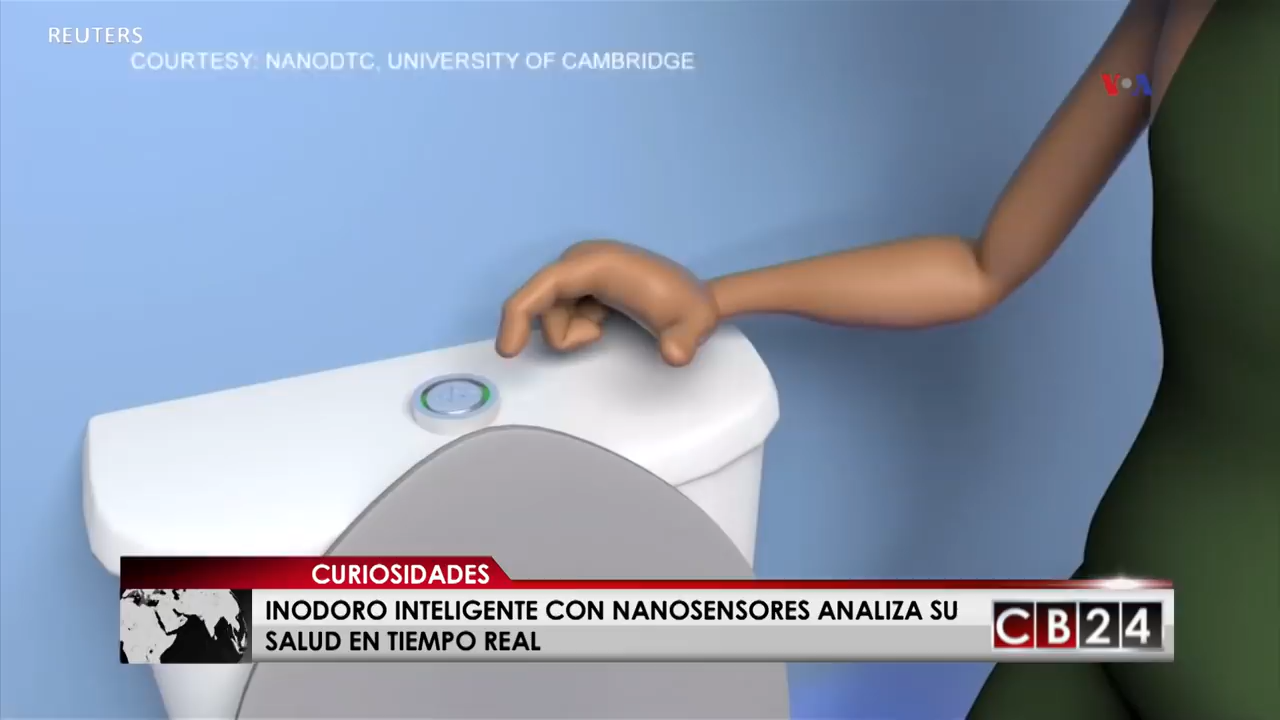 REUTERS
COURTESY: NANODTC, UNIVERSITY OF CAMBRIDGE
VOA
CURIOSIDADES
INODORO INTELIGENTE CON NANOSENSORES ANALIZA SU
SALUD EN TIEMPO REAL
CB24